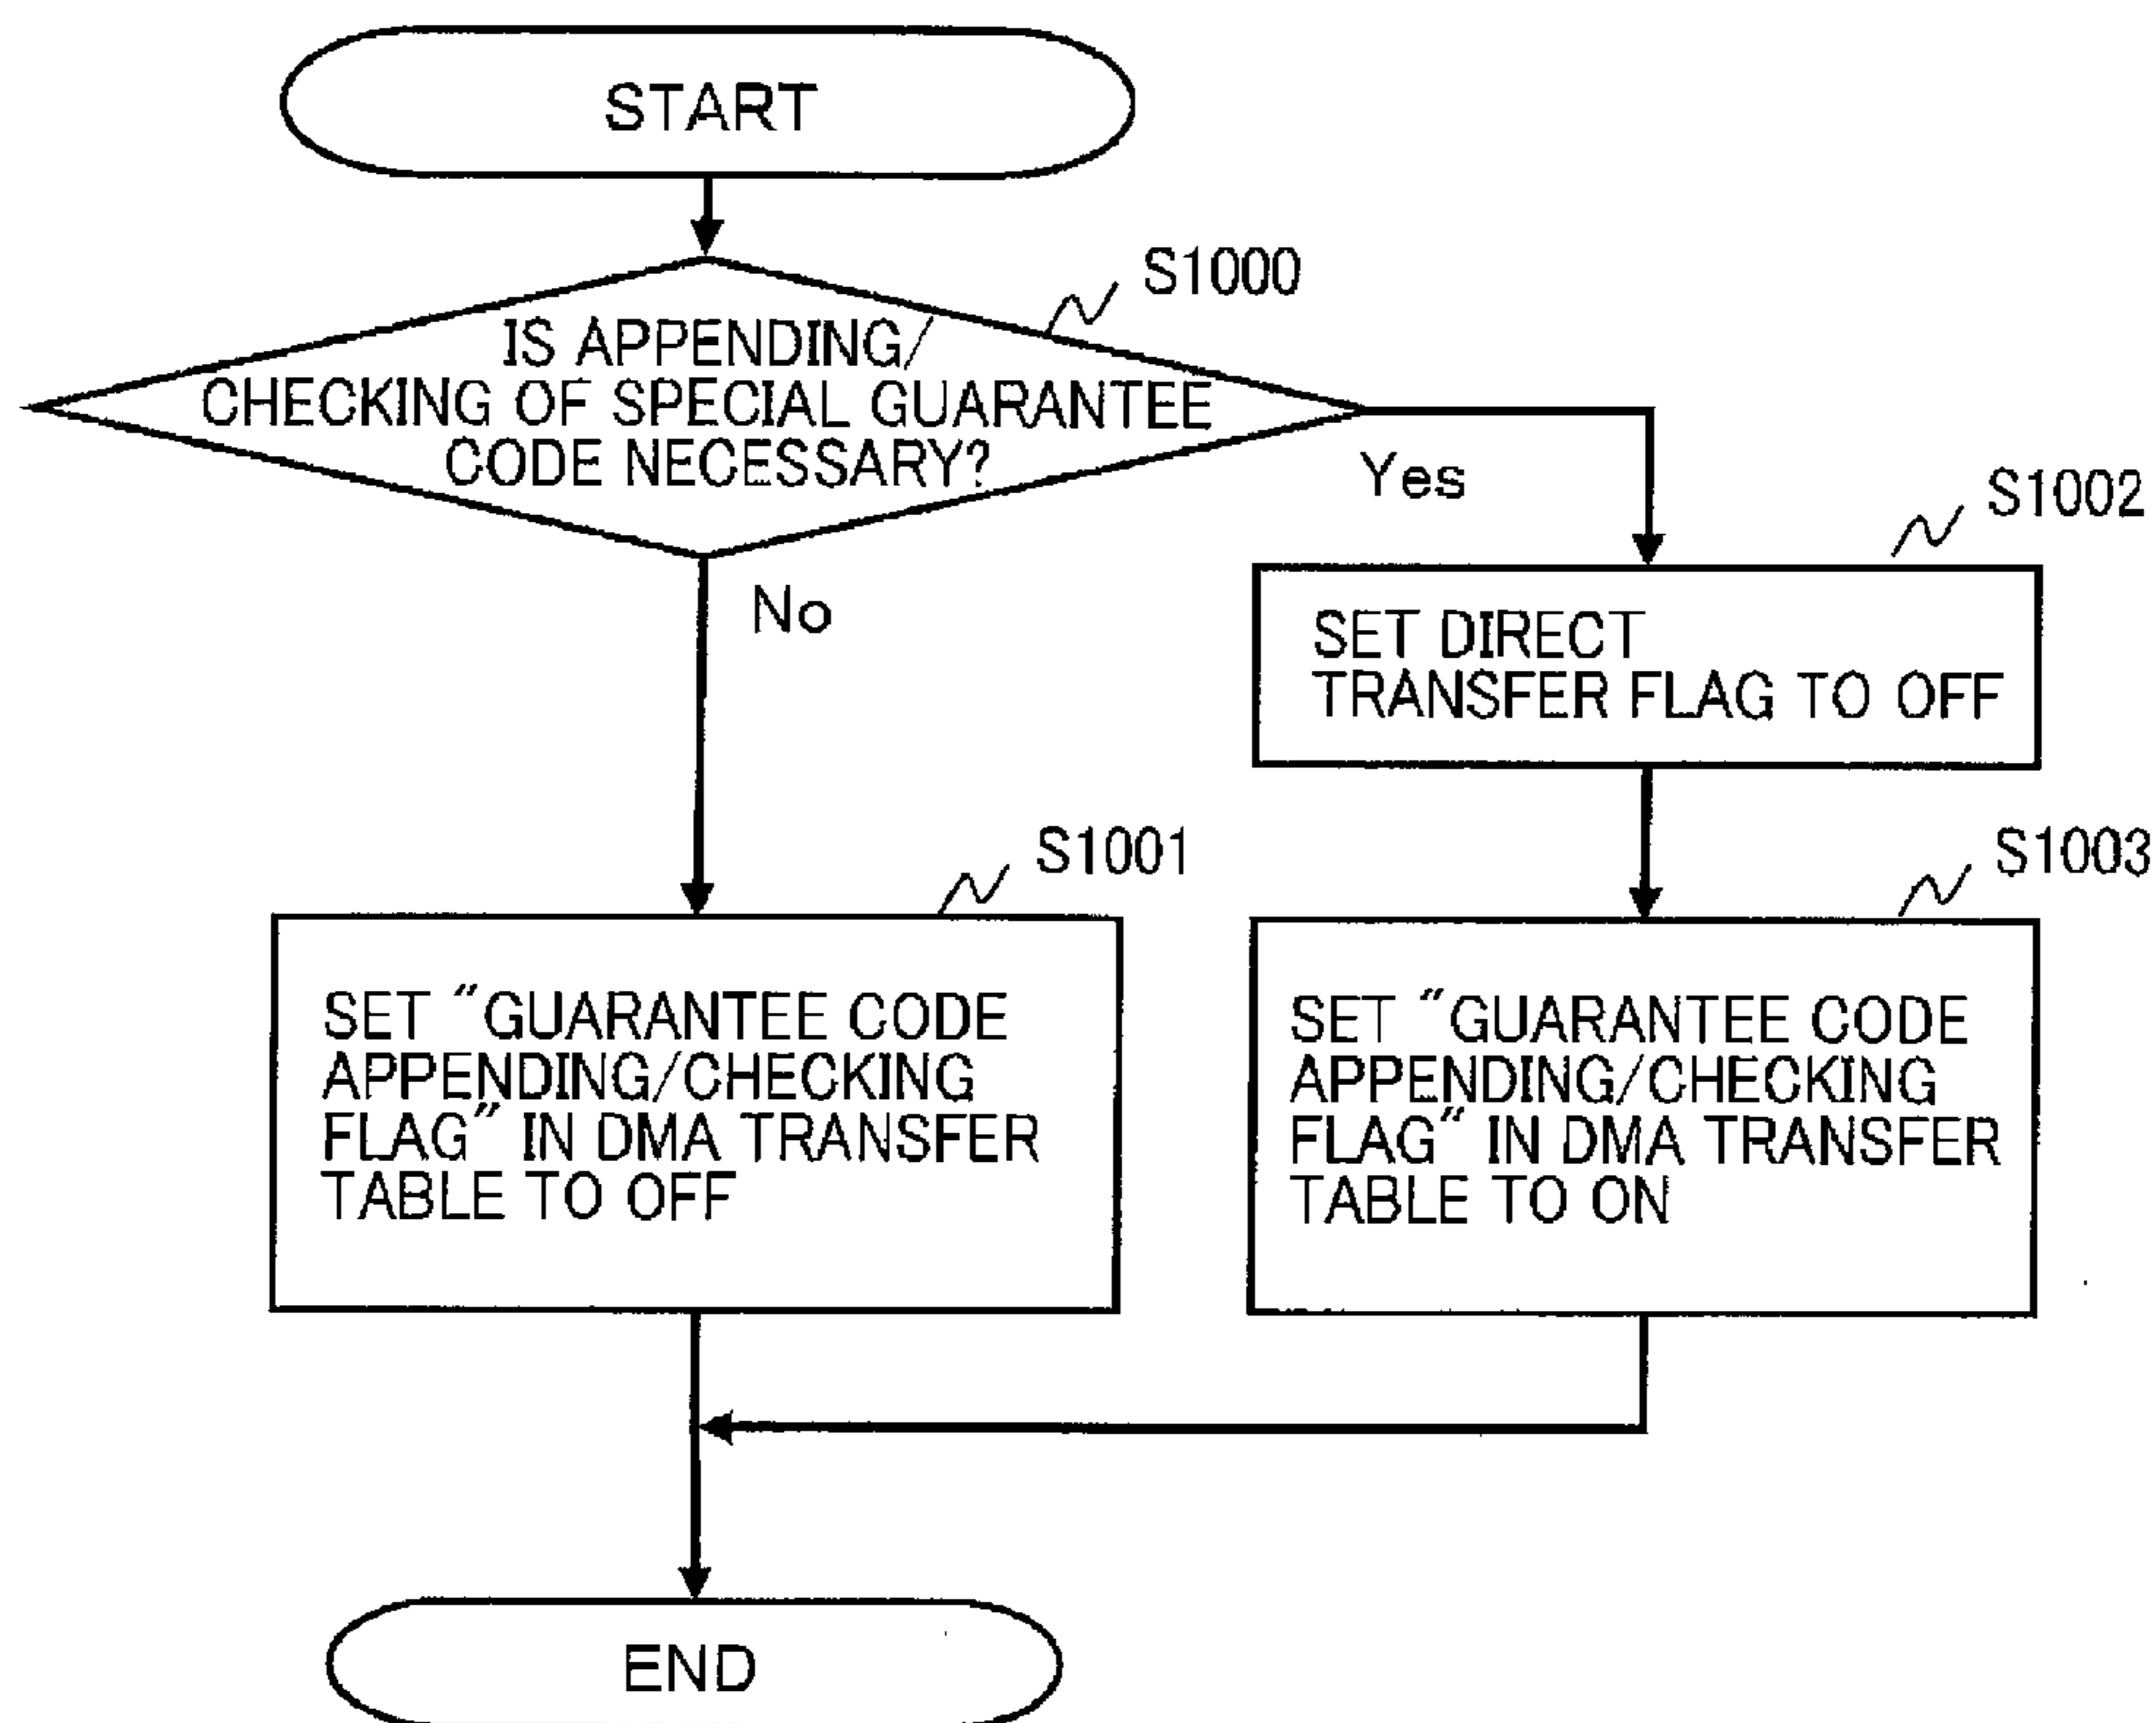 START
S1000
IS APPENDING/
CHECKING OF SPECIAL GUARANTEE
CODE NECESSARY?
Yes
No
S1002
SET DIRECT
TRANSFER FLAG TO OFF
S1001
SET "GUARANTEE CODE
APPENDING/CHECKING
FLAG" IN DMA TRANSFER
TABLE TO OFF
S1003
SET "GUARANTEE CODE
APPENDING/CHECKING
FLAG" IN DMA TRANSFER
TABLE TO ON
END